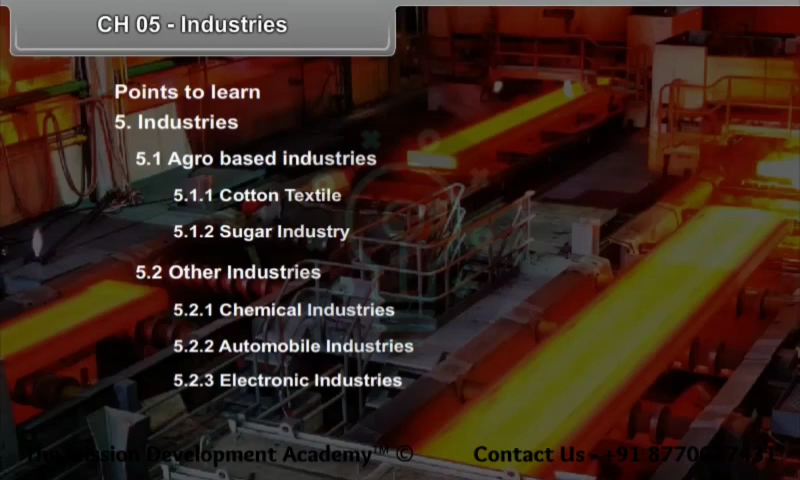 CH 05 - Industries
Points to learn
5. Industries
5.1 Agro based industries
5.1.1 Cotton Textile
5.1.2 Sugar Industry
5.2 Other Industries
5.2.1 Chemical Industries
5.2.2 Automobile Industries
5.2.3 Electronic Industries
Development Academy™ © Contact Us - +91